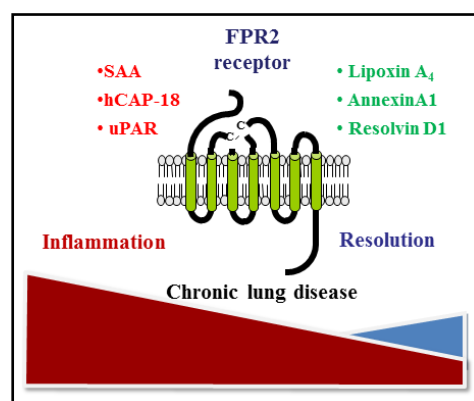 FPR2
receptor
•SAA
•hCAP-18
• uPAR
• Lipoxin A₄
• AnnexinA1
• Resolvin D1
C
C
Inflammation
Resolution
Chronic lung disease